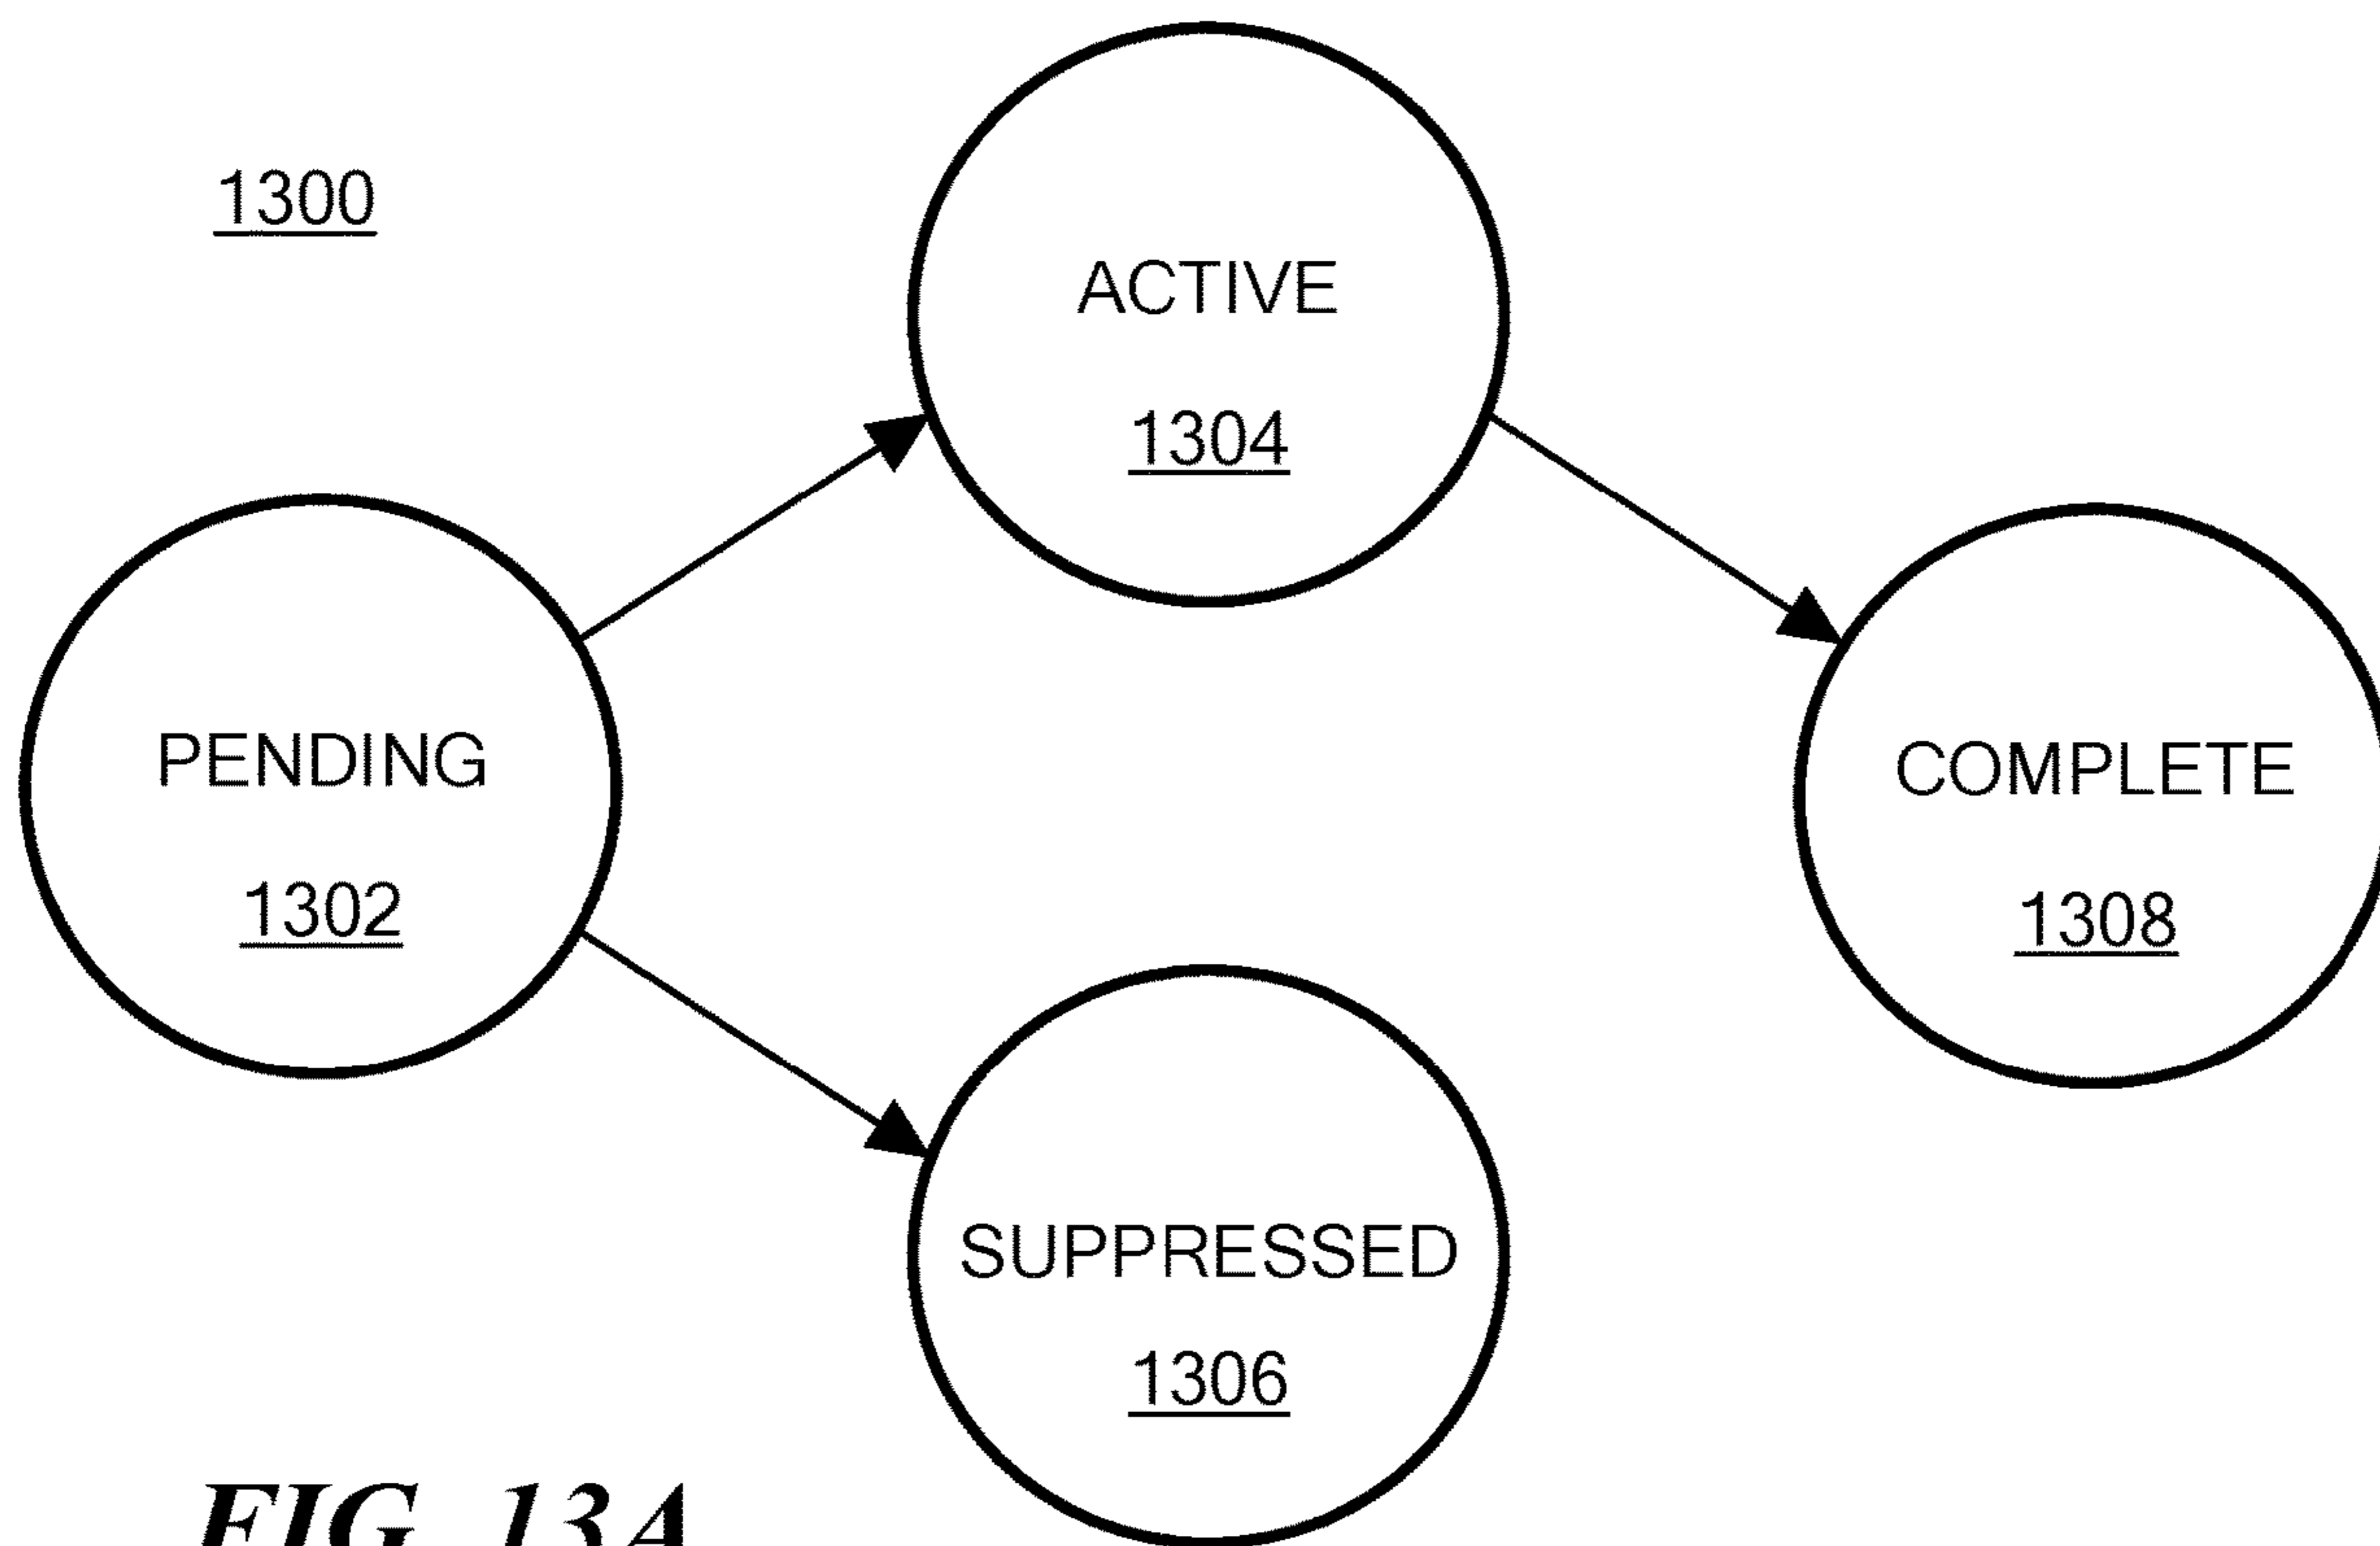 1300
ACTIVE
1304
PENDING
1302
COMPLETE
1308
SUPPRESSED
1306
FIG. 13A